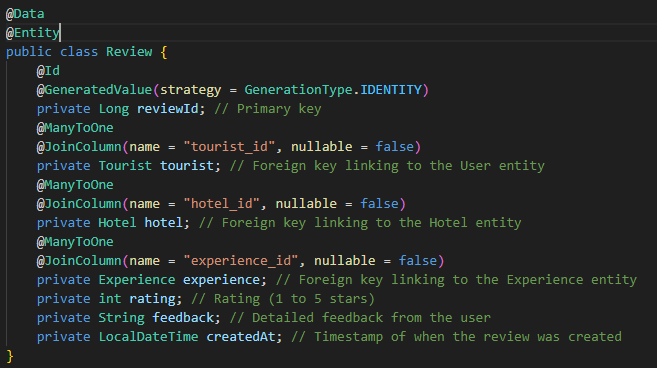 @Data
@Entity
public class Review {
@Id
@GeneratedValue(strategy = GenerationType.IDENTITY)
private Long reviewId; // Primary key
@ManyToOne
@JoinColumn(name = "tourist_id", nullable = false)
private Tourist tourist; // Foreign key linking to the User entity
@ManyToOne
@JoinColumn(name = "hotel_id", nullable = false)
private Hotel hotel; // Foreign key linking to the Hotel entity
@ManyToOne
@JoinColumn(name = "experience_id", nullable = false)
private Experience experience; // Foreign key linking to the Experience entity
private int rating; // Rating (1 to 5 stars)
private String feedback; // Detailed feedback from the user
private LocalDateTime createdAt; // Timestamp of when the review was created
}